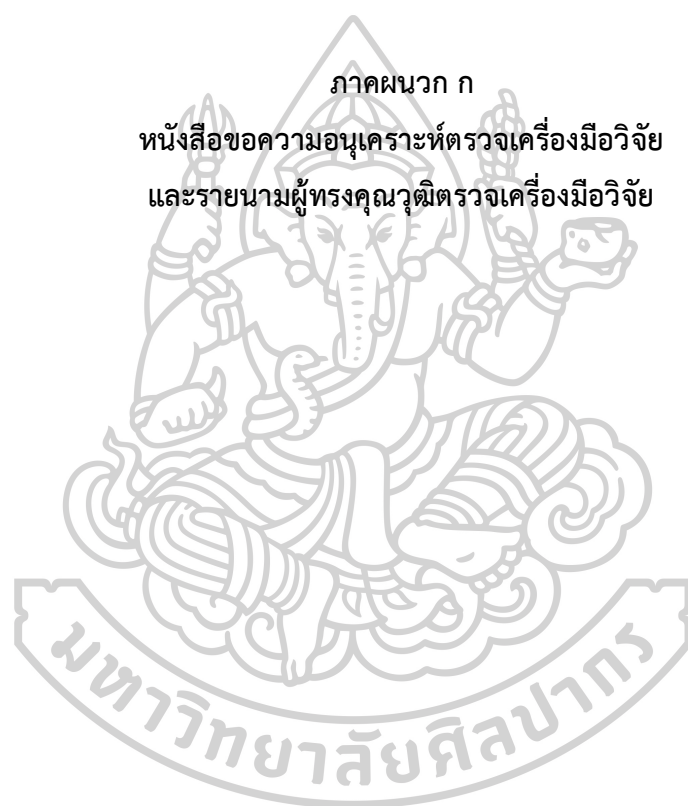 ภาคผนวก ก
หนังสือขอความอนุเคราะห์ตรวจเครื่องมือวิจัย
และรายนามผู้ทรงคุณวุฒิตรวจเครื่องมือวิจัย
มหาวิทยาลัยศิลปากร